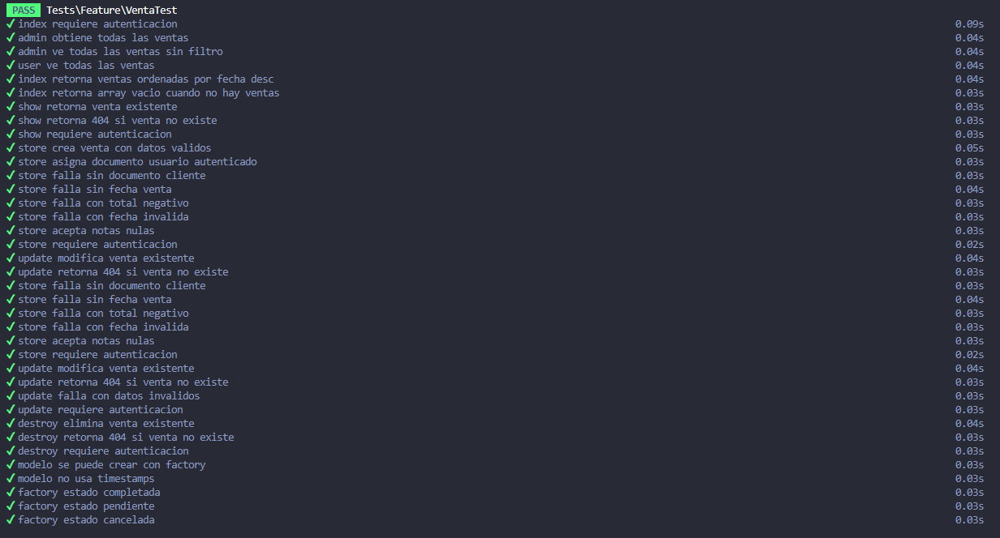 PASS Tests\Feature\VentaTest
✓ index requiere autenticacion 0.09s
✓ admin obtiene todas las ventas 0.04s
✓ admin ve todas las ventas sin filtro 0.04s
✓ user ve todas las ventas 0.04s
✓ index retorna ventas ordenadas por fecha desc 0.04s
✓ index retorna array vacio cuando no hay ventas 0.03s
✓ show retorna venta existente 0.03s
✓ show retorna 404 si venta no existe 0.03s
✓ show requiere autenticacion 0.03s
✓ store crea venta con datos validos 0.05s
✓ store asigna documento usuario autenticado 0.03s
✓ store falla sin documento cliente 0.03s
✓ store falla sin fecha venta 0.04s
✓ store falla con total negativo 0.03s
✓ store falla con fecha invalida 0.03s
✓ store acepta notas nulas 0.03s
✓ store requiere autenticacion 0.02s
✓ update modifica venta existente 0.04s
✓ update retorna 404 si venta no existe 0.03s
✓ store falla sin documento cliente 0.03s
✓ store falla sin fecha venta 0.04s
✓ store falla con total negativo 0.03s
✓ store falla con fecha invalida 0.03s
✓ store acepta notas nulas 0.03s
✓ store requiere autenticacion 0.02s
✓ update modifica venta existente 0.04s
✓ update retorna 404 si venta no existe 0.03s
✓ update falla con datos invalidos 0.03s
✓ update requiere autenticacion 0.03s
✓ destroy elimina venta existente 0.04s
✓ destroy retorna 404 si venta no existe 0.03s
✓ destroy requiere autenticacion 0.03s
✓ modelo se puede crear con factory 0.03s
✓ modelo no usa timestamps 0.03s
✓ factory estado completada 0.03s
✓ factory estado pendiente 0.03s
✓ factory estado cancelada 0.03s